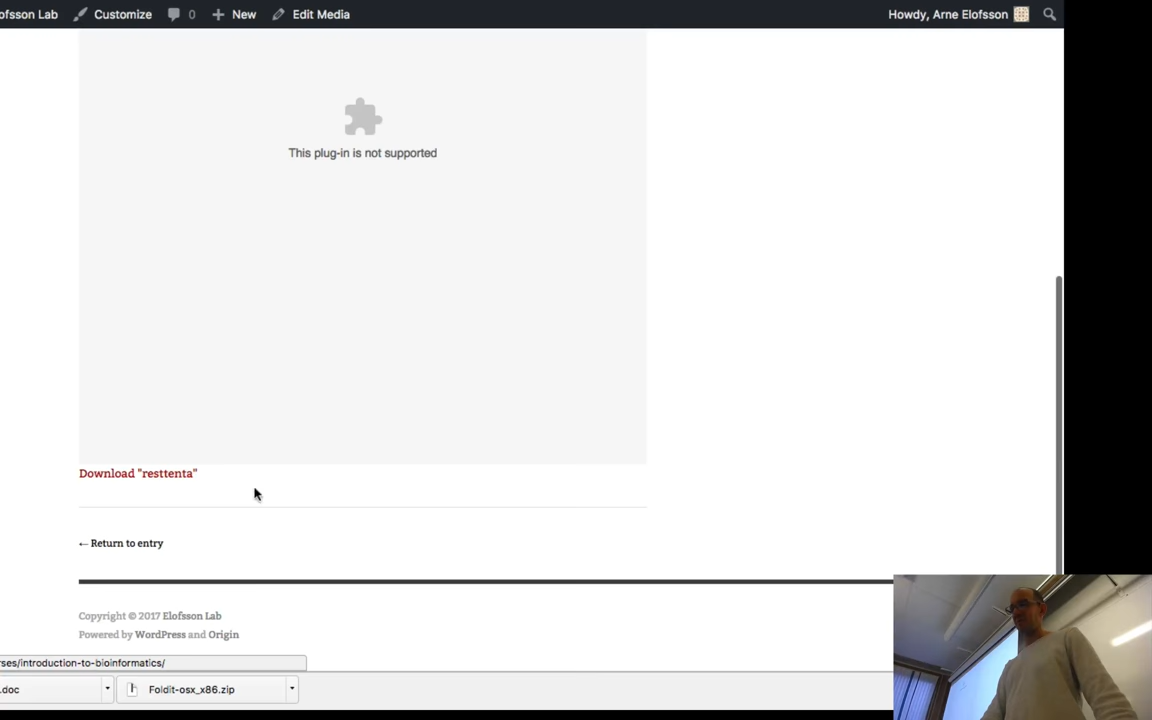 ofsson Lab Customize 0 New Edit Media Howdy, Arne Elofsson
This plug-in is not supported
Download "resttenta"
← Return to entry
Copyright © 2017 Elofsson Lab
Powered by WordPress and Origin
ses/introduction-to-bioinformatics/
.doc Foldit-osx_x86.zip